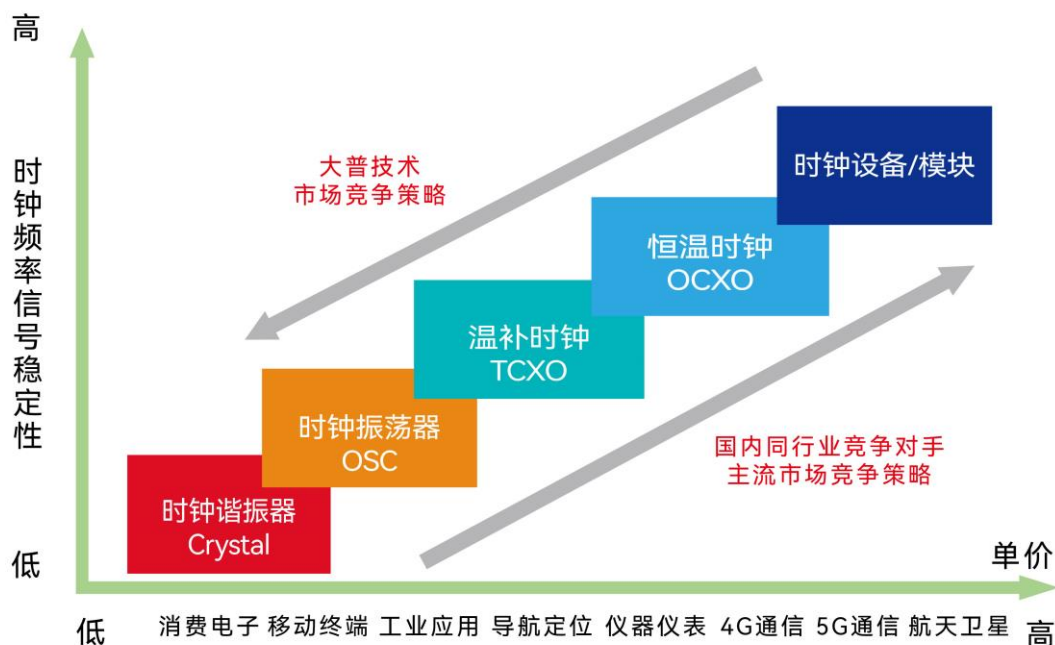 高
时钟频率信号稳定性
低
大普技术
市场竞争策略
时钟设备/模块
恒温时钟
OCXO
温补时钟
TCXO
时钟振荡器
OSC
时钟谐振器
Crystal
国内同行业竞争对手
主流市场竞争策略
单价
低 消费电子 移动终端 工业应用 导航定位 仪器仪表 4G通信 5G通信 航天卫星 高